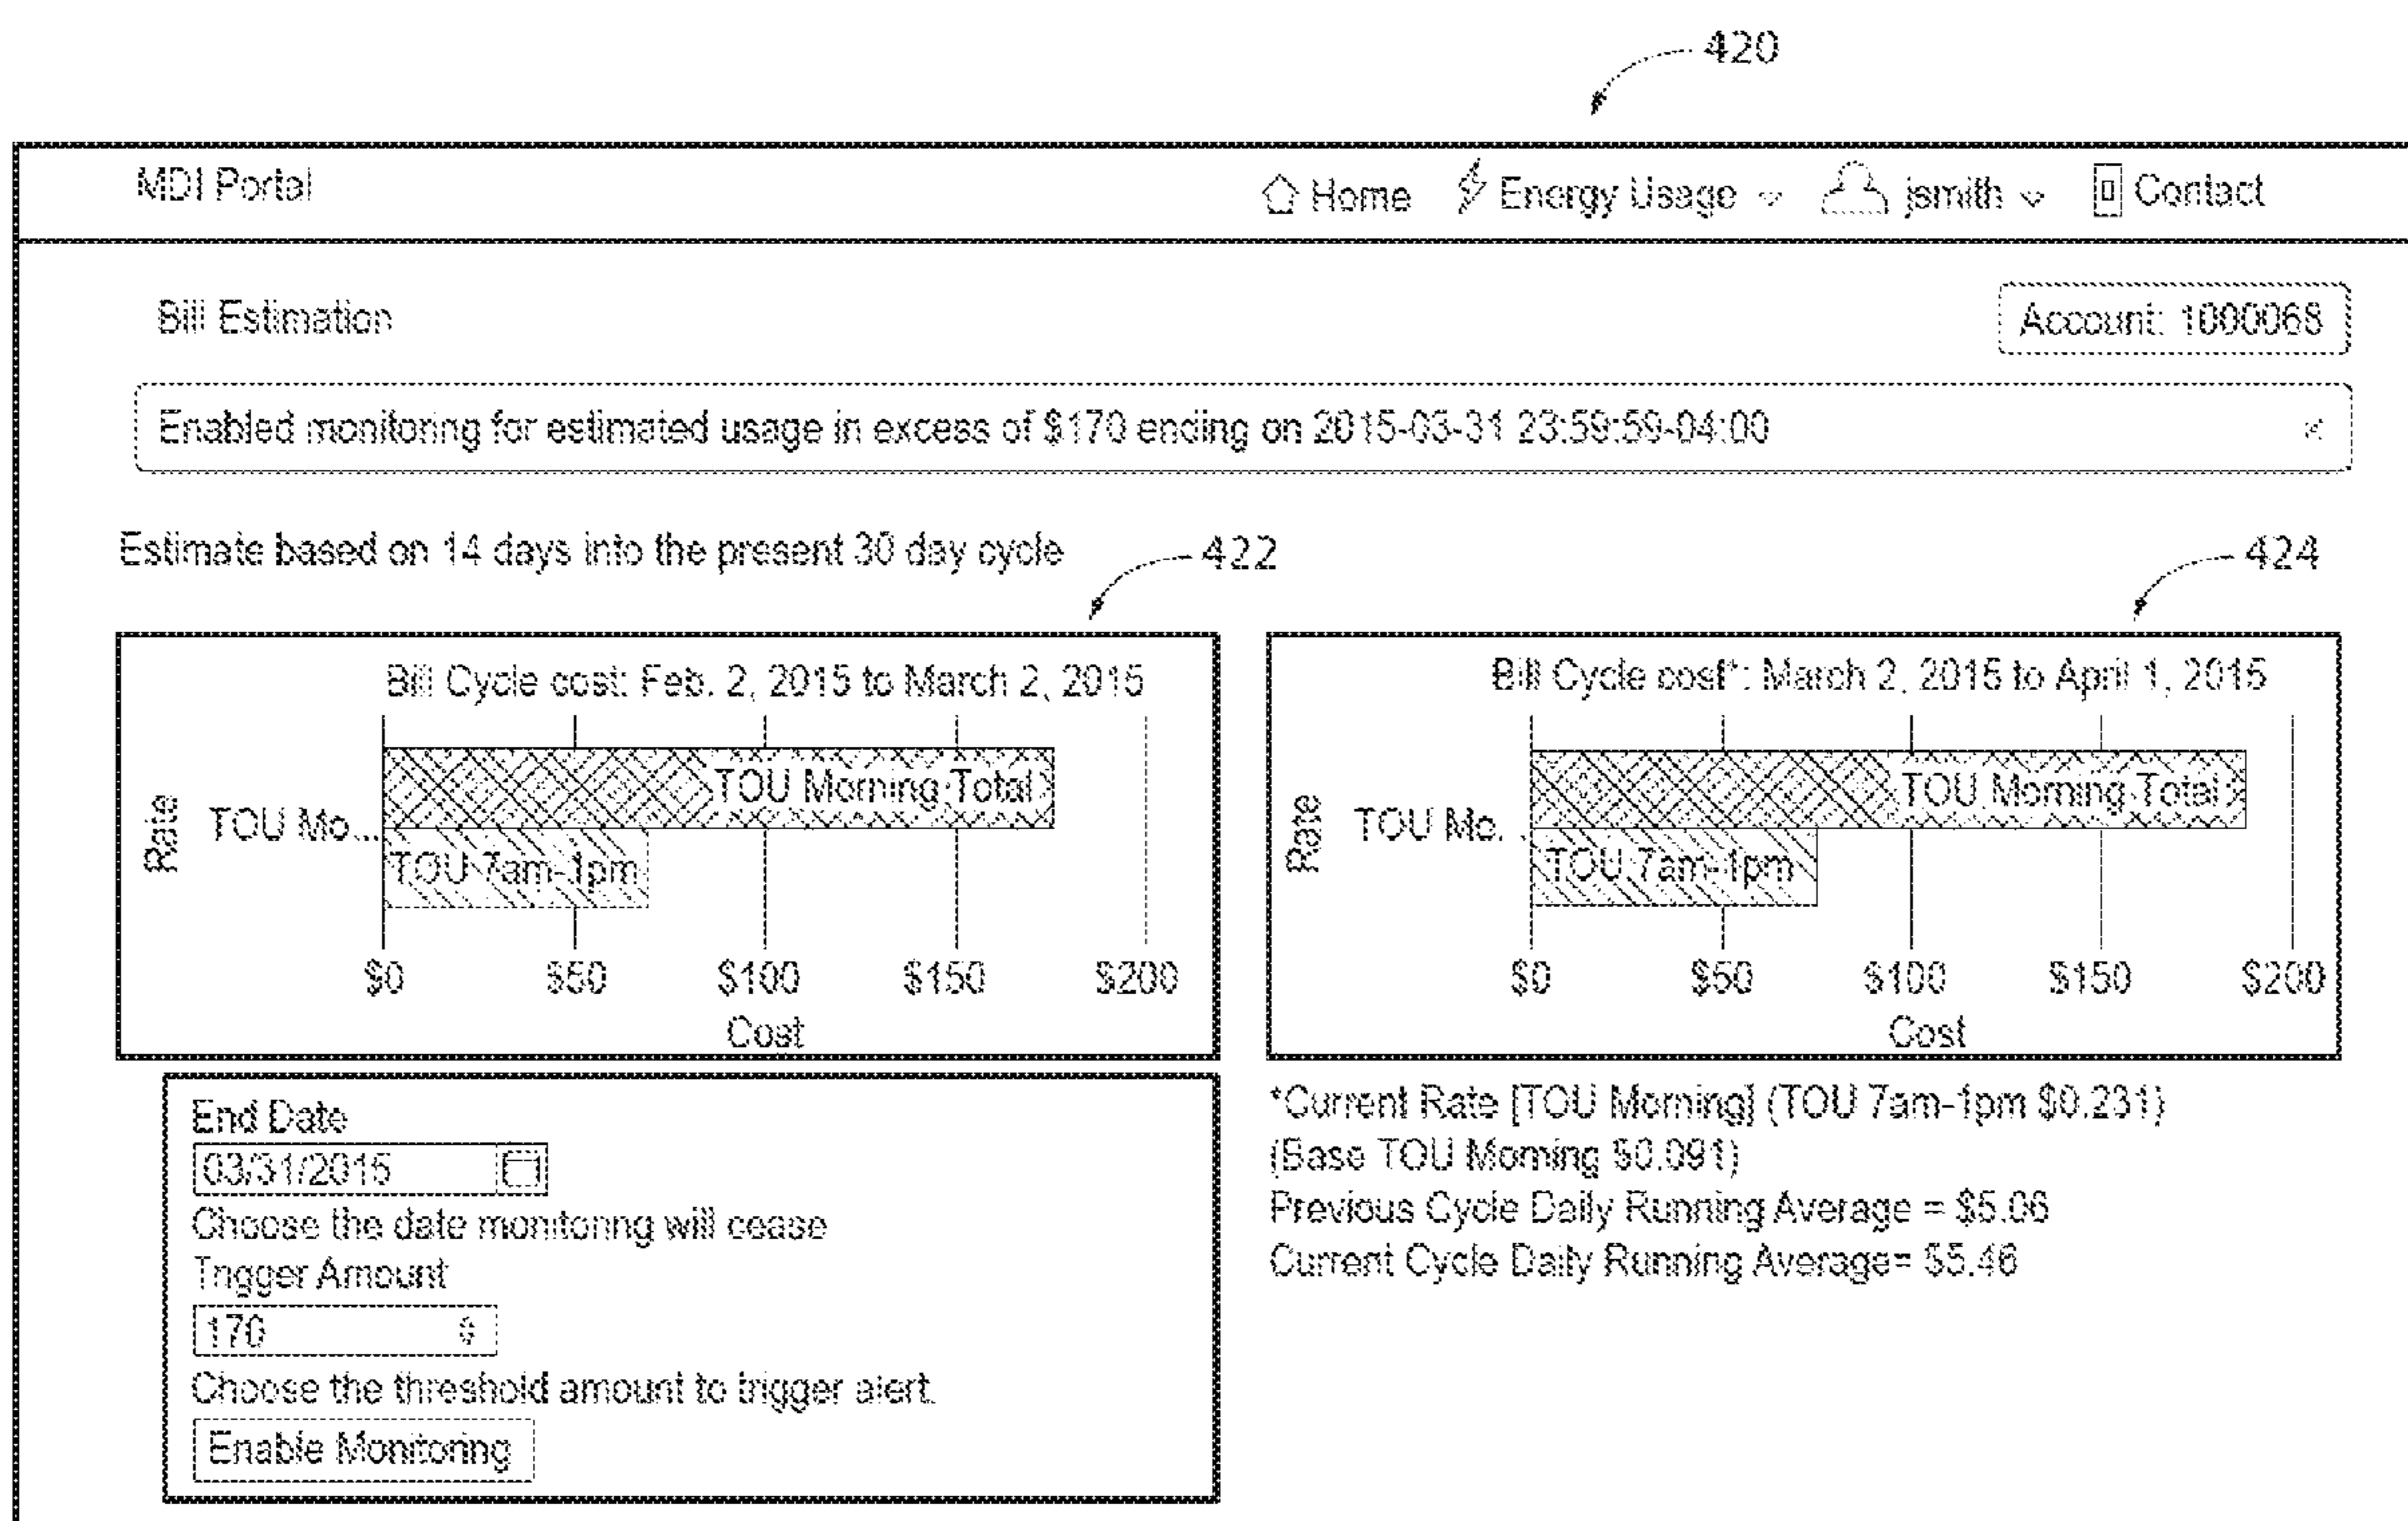 420
MDI Portal Home Energy Usage jsmith Contact
Bill Estimation Account: 1000068
Enabled monitoring for estimated usage in excess of $170 ending on 2015-03-31 23:59:59-04:00 ×
Estimate based on 14 days into the present 30 day cycle
422
424
Bill Cycle cost: Feb. 2, 2015 to March 2, 2015
Rate
TOU Mo...
TOU Morning Total
TOU 7am-1pm
$0 $50 $100 $150 $200
Cost
Bill Cycle cost*: March 2, 2015 to April 1, 2015
Rate
TOU Mo...
TOU Morning Total
TOU 7am-1pm
$0 $50 $100 $150 $200
Cost
End Date
03/31/2015
Choose the date monitoring will cease
Trigger Amount
170
Choose the threshold amount to trigger alert.
Enable Monitoring
*Current Rate [TOU Morning] (TOU 7am-1pm $0.231)
(Base TOU Morning $0.091)
Previous Cycle Daily Running Average = $5.06
Current Cycle Daily Running Average= $5.46